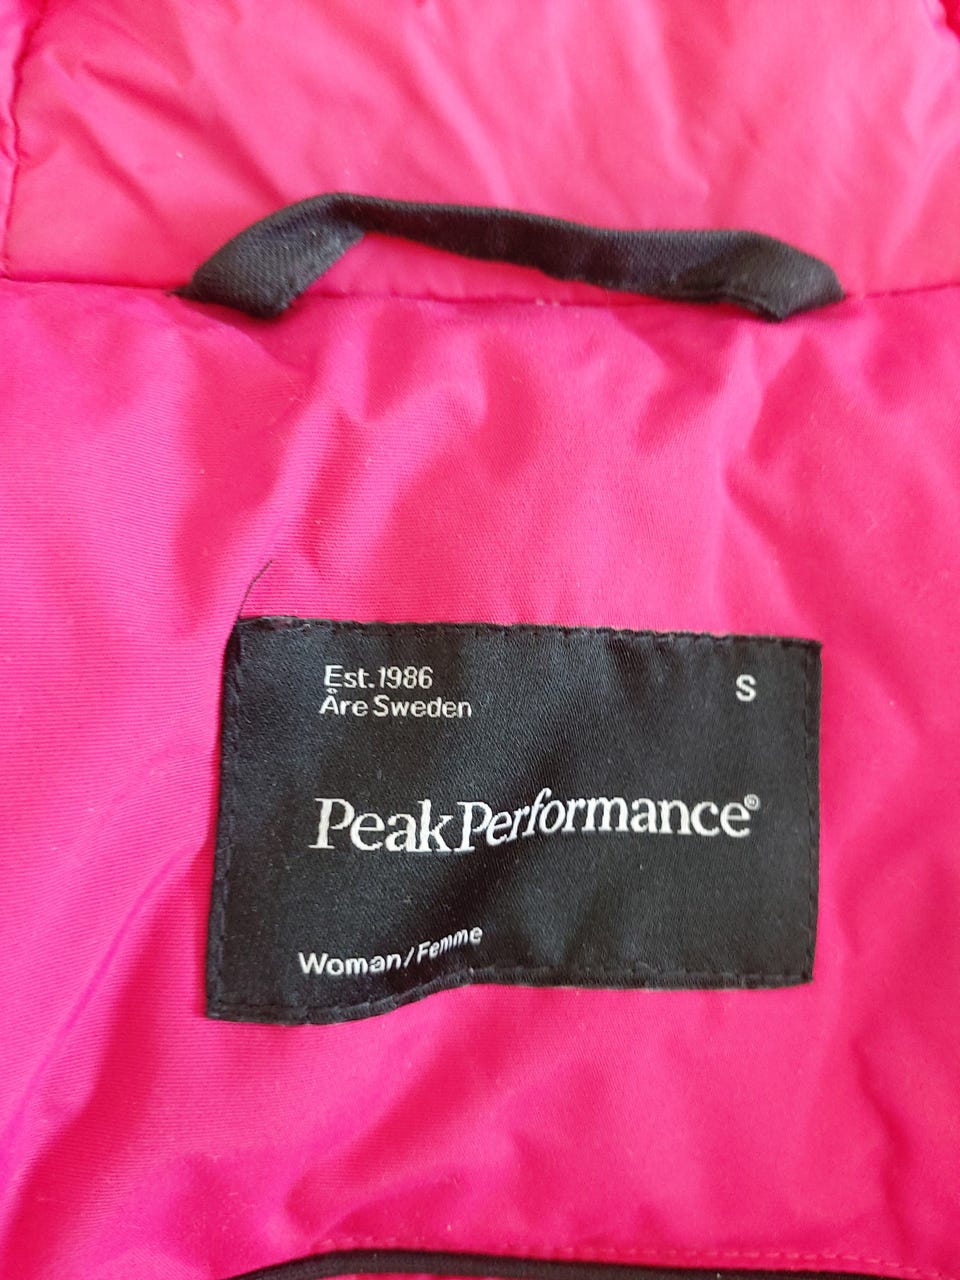 Est.1986
Åre Sweden
S
PeakPerformance®
Woman/Femme